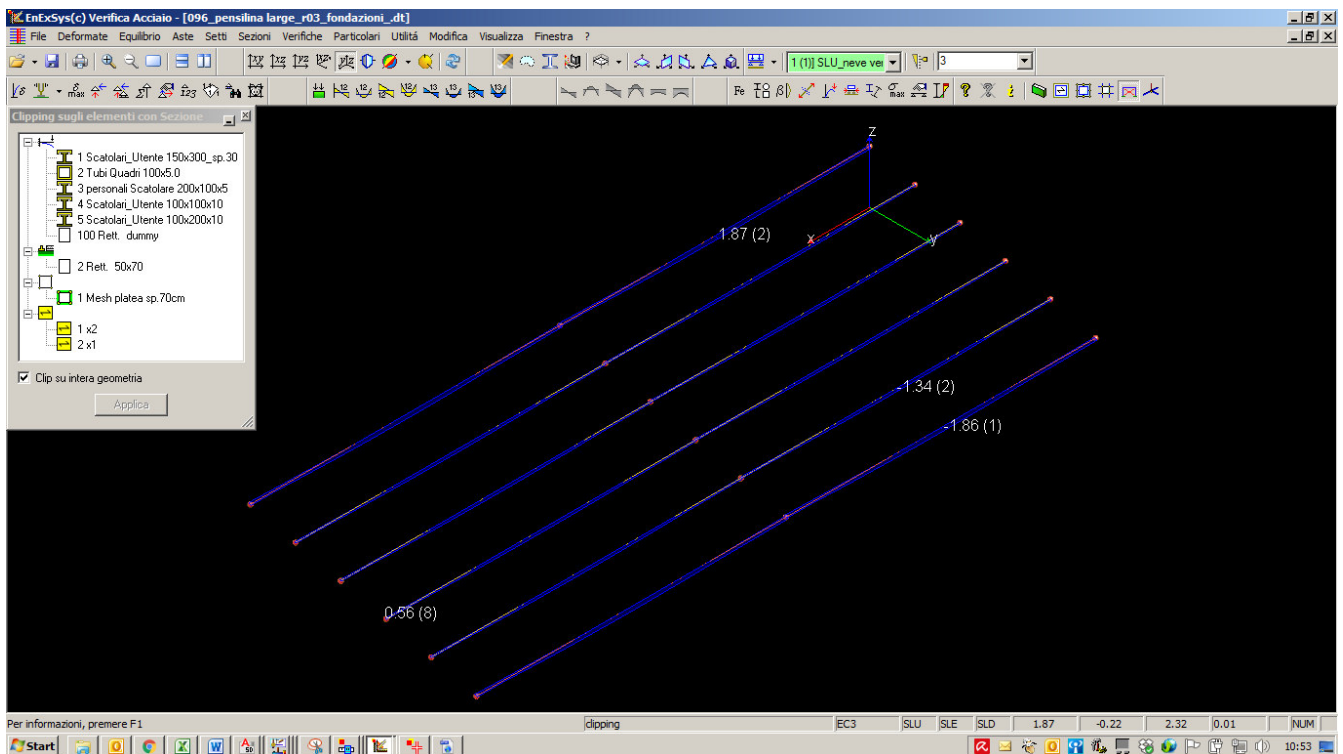 EnExSys(c) Verifica Acciaio - [096_pensilina large_r03_fondazioni_.dt]
File Deformate Equilibrio Aste Setti Sezioni Verifiche Particolari Utilitá Modifica Visualizza Finestra ?
1 (1)] SLU_neve ver
3
Clipping sugli elementi con Sezione
1 Scatolari_Utente 150x300_sp.30
2 Tubi Quadri 100x5.0
3 personali Scatolare 200x100x5
4 Scatolari_Utente 100x100x10
5 Scatolari_Utente 100x200x10
100 Rett. dummy
2 Rett. 50x70
1 Mesh platea sp.70cm
1 x2
2 x1
Clip su intera geometria
Applica
Z
X
y
1.87 (2)
-1.34 (2)
-1.86 (1)
0.56 (8)
Per informazioni, premere F1
clipping
EC3
SLU
SLE
SLD
1.87
-0.22
2.32
0.01
NUM
Start
10:53